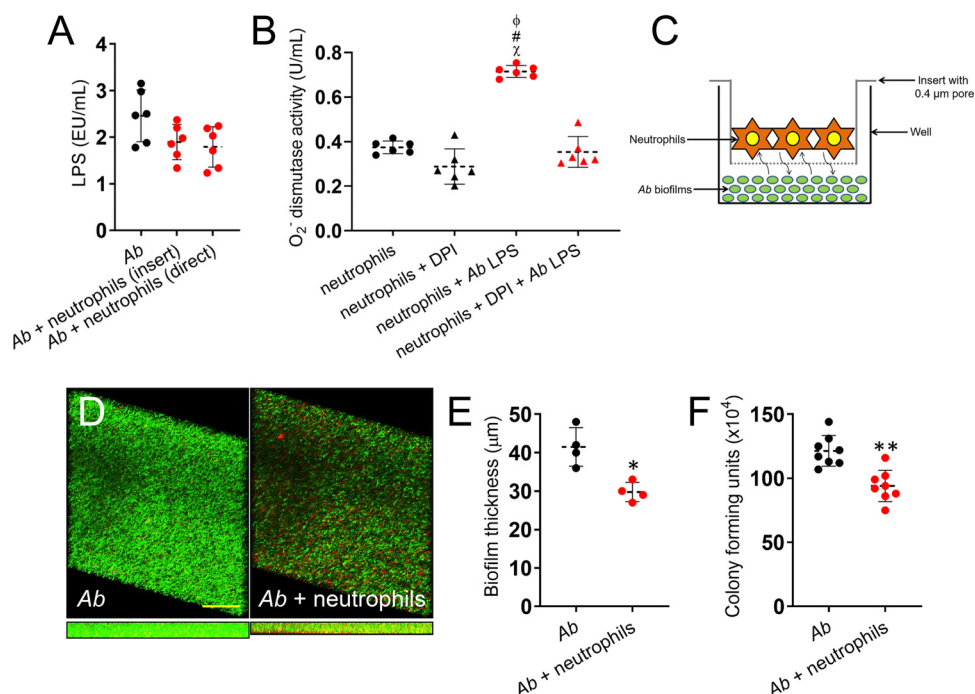 A
LPS (EU/mL)
4
3
2
1
0
Ab
Ab + neutrophils (insert)
Ab + neutrophils (direct)
B
O₂⁻ dismutase activity (U/mL)
0.8
0.6
0.4
0.2
0.0
ϕ
#
χ
neutrophils
neutrophils + DPI
neutrophils + Ab LPS
neutrophils + DPI + Ab LPS
C
Insert with
0.4 µm pore
Neutrophils
Well
Ab biofilms
D
Ab
Ab + neutrophils
E
Biofilm thickness (µm)
50
40
30
20
10
0
*
Ab
Ab + neutrophils
F
Colony forming units (x10⁴)
150
100
50
0
**
Ab
Ab + neutrophils